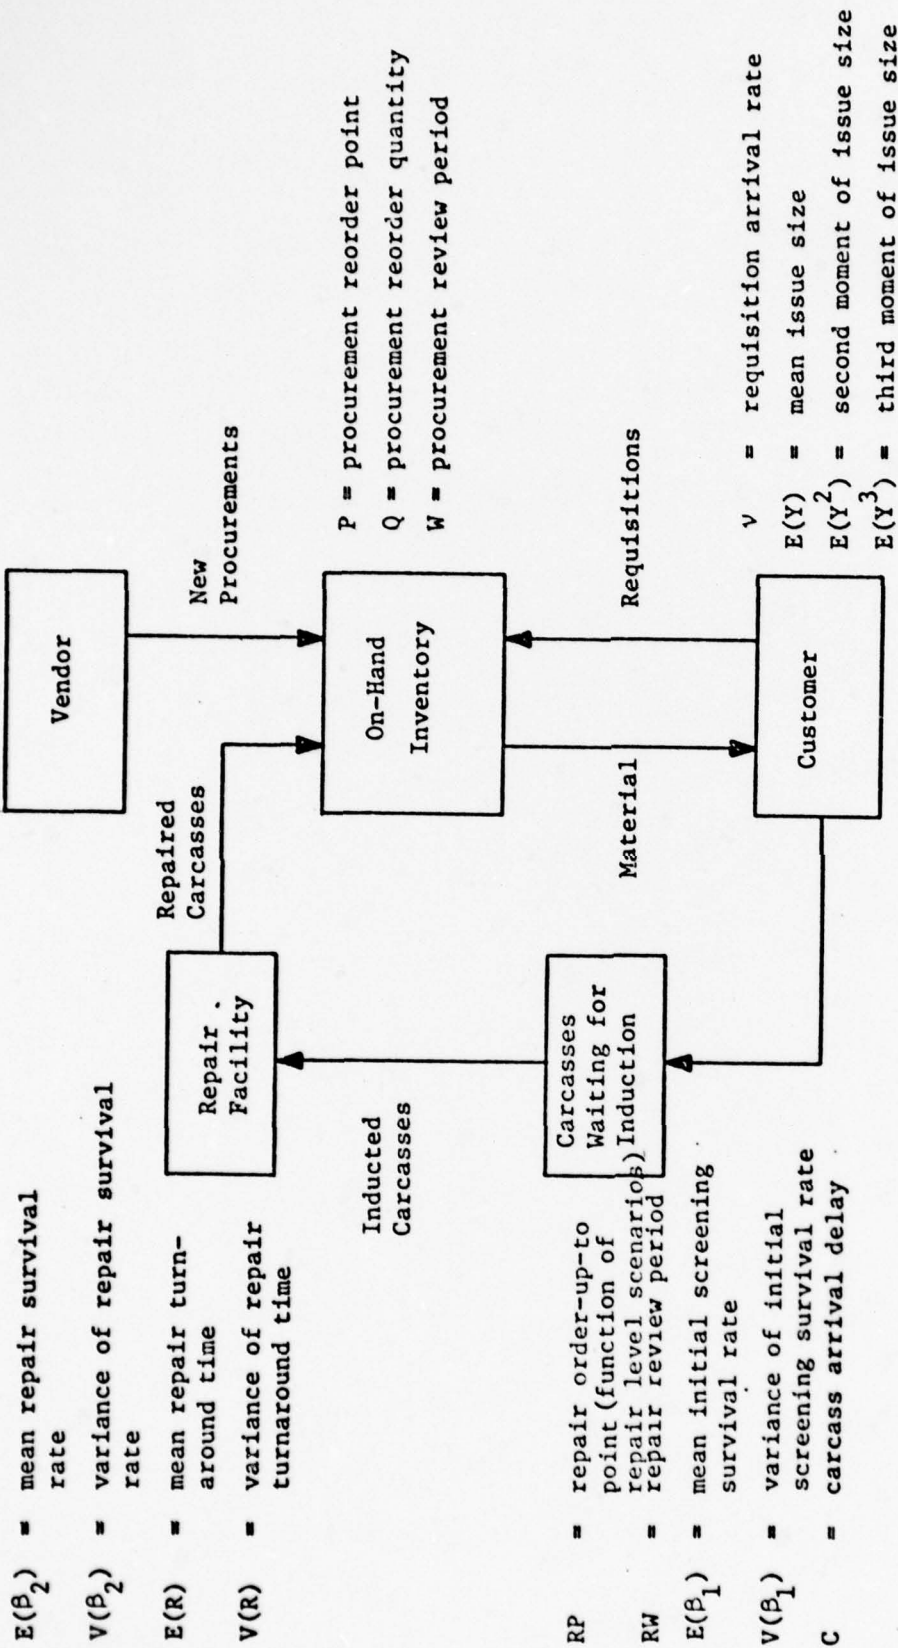 E(β₂) = mean repair survival
rate
V(β₂) = variance of repair survival
rate
E(R) = mean repair turn-
around time
V(R) = variance of repair
turnaround time
Vendor
New
Procurements
Repaired
Carcasses
Repair
Facility
Inducted
Carcasses
On-Hand
Inventory
P = procurement reorder point
Q = procurement reorder quantity
W = procurement review period
Carcasses
Waiting for
Induction
Material
Requisitions
Customer
RP = repair order-up-to
point (function of
repair level scenarios)
RW = repair review period
E(β₁) = mean initial screening
survival rate
V(β₁) = variance of initial
screening survival rate
C = carcass arrival delay
ν = requisition arrival rate
E(Y) = mean issue size
E(Y²) = second moment of issue size
E(Y³) = third moment of issue size